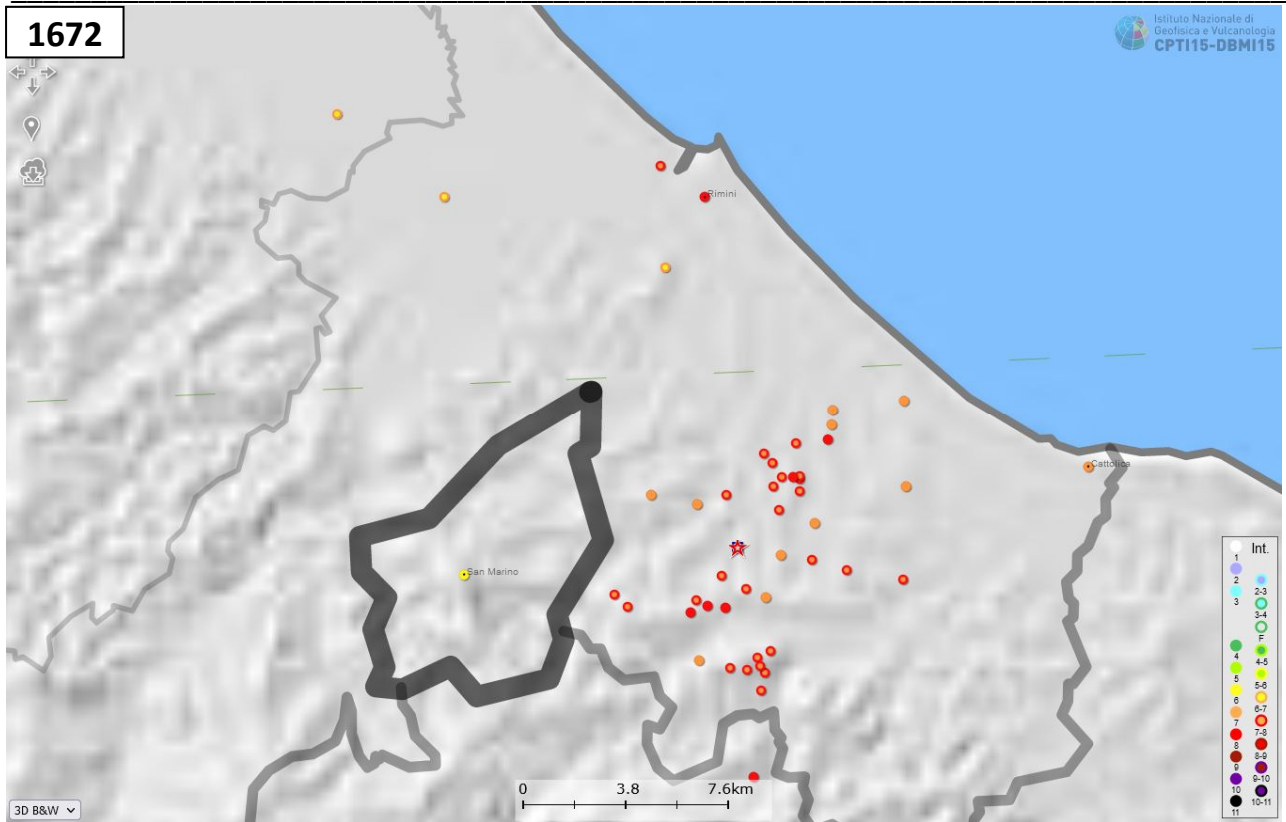 1672
Istituto Nazionale di
Geofisica e Vulcanologia
CPTI15-DBMI15
Rimini
Cattolica
San Marino
Int.
1
2
2-3
3
3-4
F
4
4-5
5
5-6
6
6-7
7
7-8
8
8-9
9
9-10
10
10-11
11
0 3.8 7.6km
3D B&W